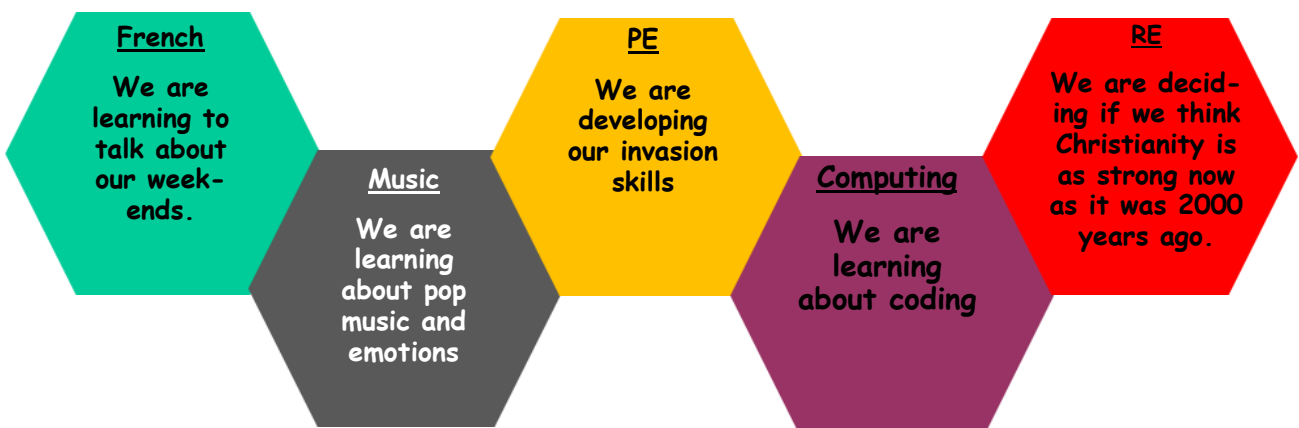 French
We are
learning to
talk about
our week-
ends.
Music
We are
learning
about pop
music and
emotions
PE
We are
developing
our invasion
skills
Computing
We are
learning
about coding
RE
We are decid-
ing if we think
Christianity is
as strong now
as it was 2000
years ago.